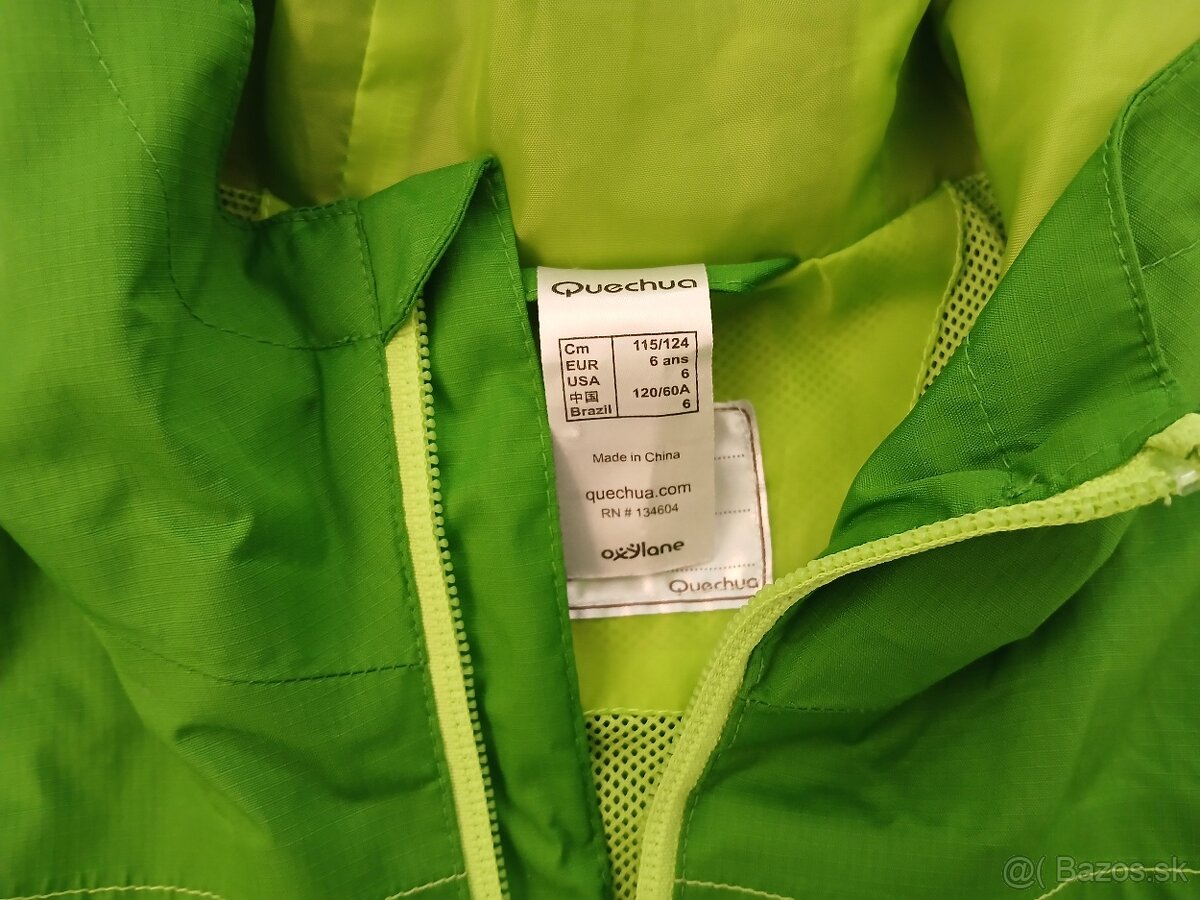 Quechua
Cm 115/124
EUR 6 ans
USA 6
中国 120/60A
Brazil 6
Made in China
quechua.com
RN # 134604
oxylane
Quechua
@( Bazos.sk